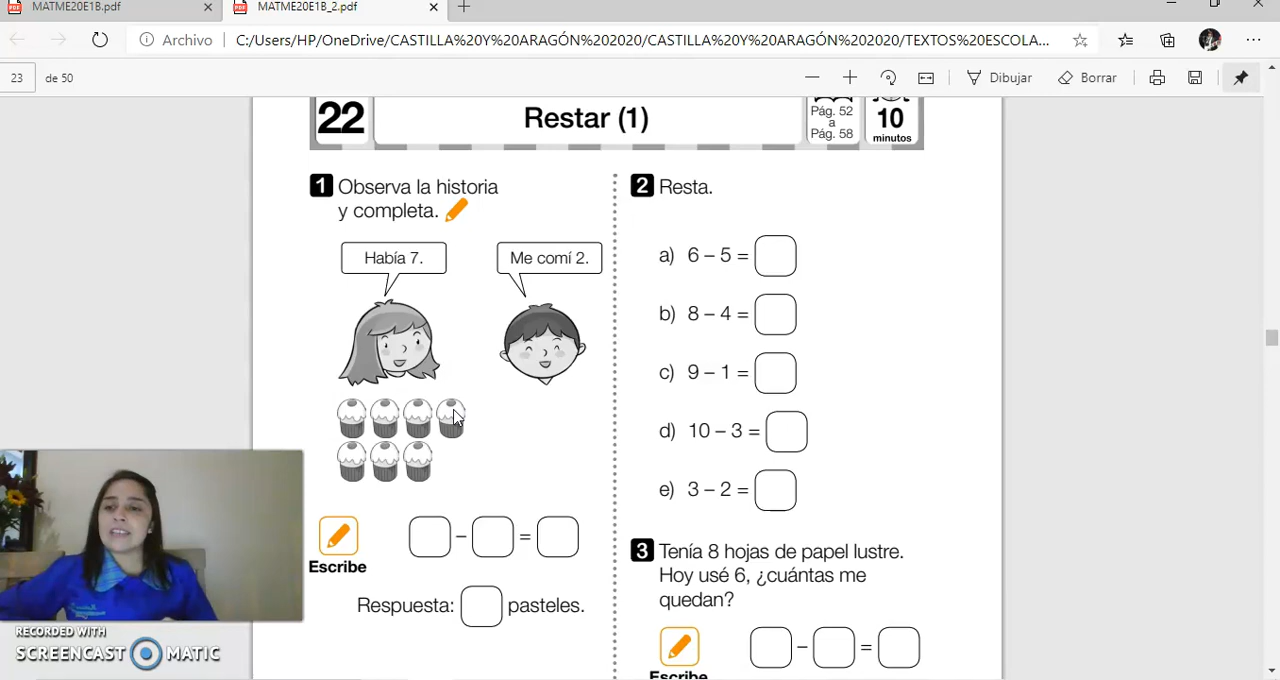 MATME20E1B.pdf
MATME20E1B_2.pdf
Archivo
C:/Users/HP/OneDrive/CASTILLA%20Y%20ARAGÓN%202020/CASTILLA%20Y%20ARAGÓN%202020/TEXTOS%20ESCOLA...
23 de 50
Dibujar
Borrar
22
Restar (1)
Pág. 52
a
Pág. 58
10
minutos
1 Observa la historia
y completa.
Había 7.
Me comí 2.
Escribe
– =
Respuesta: pasteles.
2 Resta.
a) 6 – 5 =
b) 8 – 4 =
c) 9 – 1 =
d) 10 – 3 =
e) 3 – 2 =
3 Tenía 8 hojas de papel lustre.
Hoy usé 6, ¿cuántas me
quedan?
– =
Escribe
RECORDED WITH
SCREENCAST MATIC